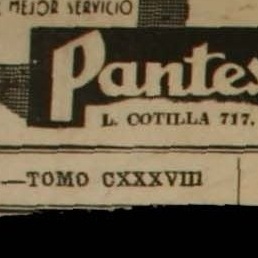 MEJOR SERVICIO
Pantes
L. COTILLA 717.
—TOMO CXXXVIII